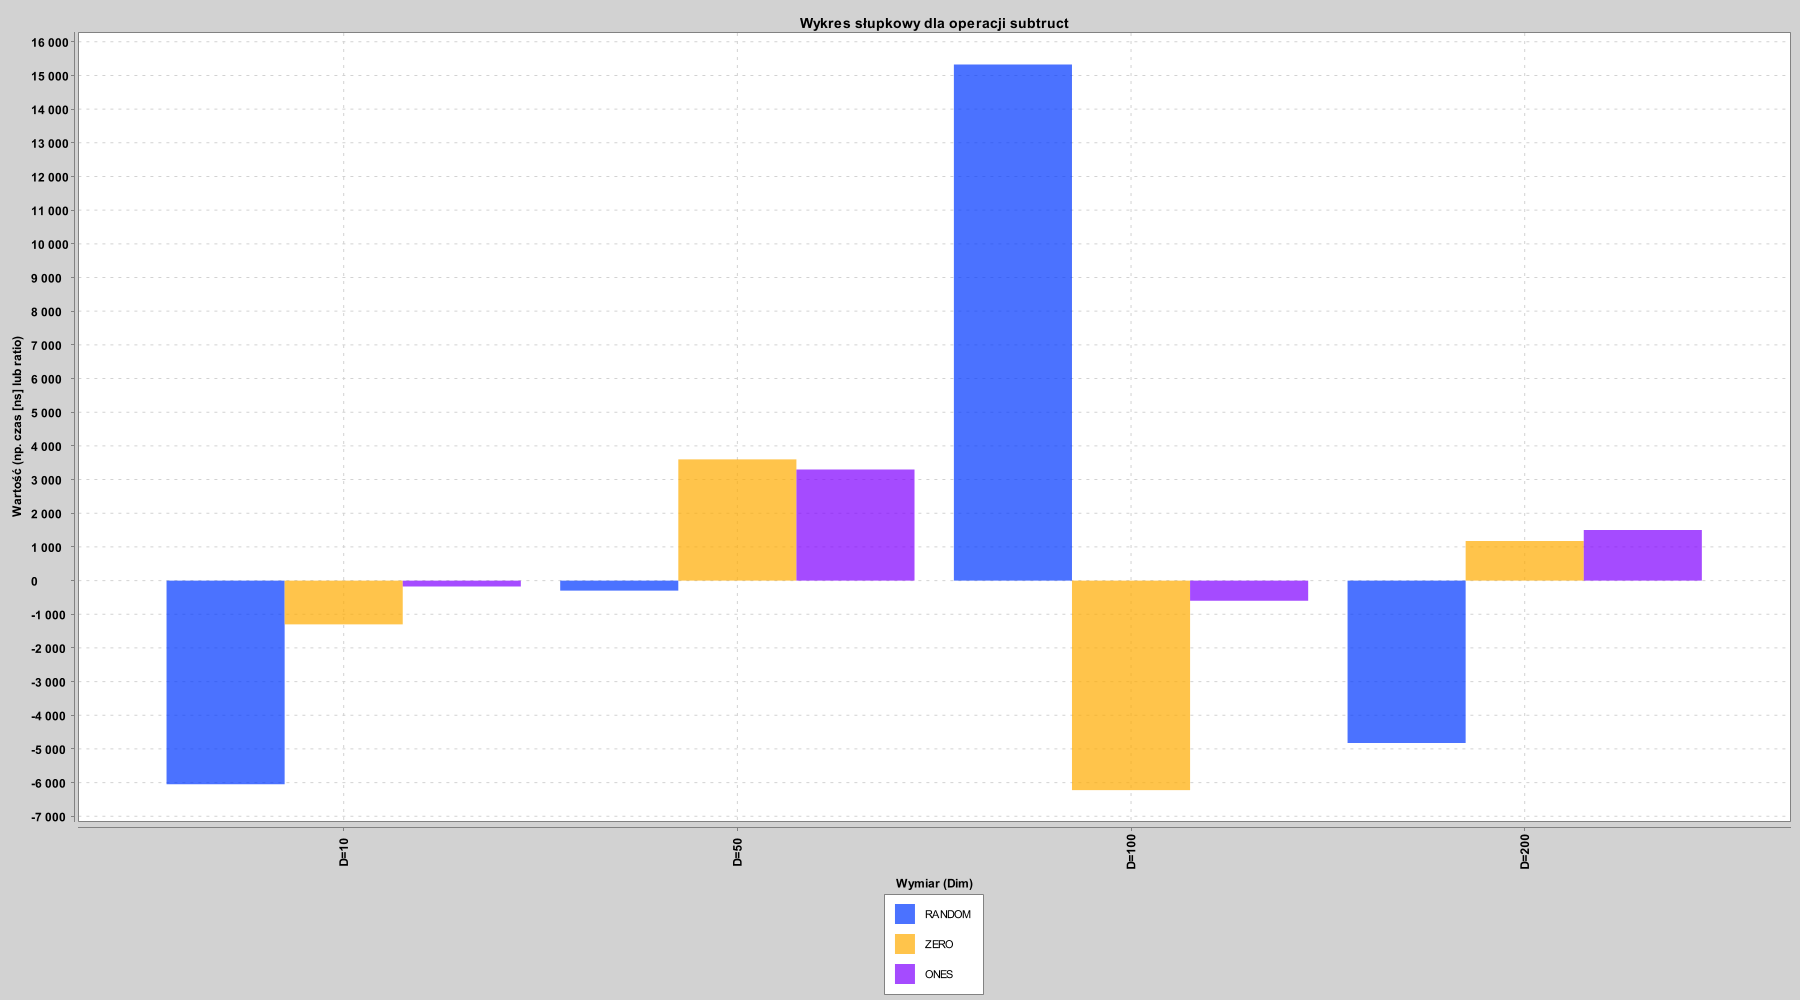 Wykres słupkowy dla operacji subtruct
Wartość (np. czas [ns] lub ratio)
16 000
15 000
14 000
13 000
12 000
11 000
10 000
9 000
8 000
7 000
6 000
5 000
4 000
3 000
2 000
1 000
0
-1 000
-2 000
-3 000
-4 000
-5 000
-6 000
-7 000
D=10
D=50
D=100
D=200
Wymiar (Dim)
RANDOM
ZERO
ONES